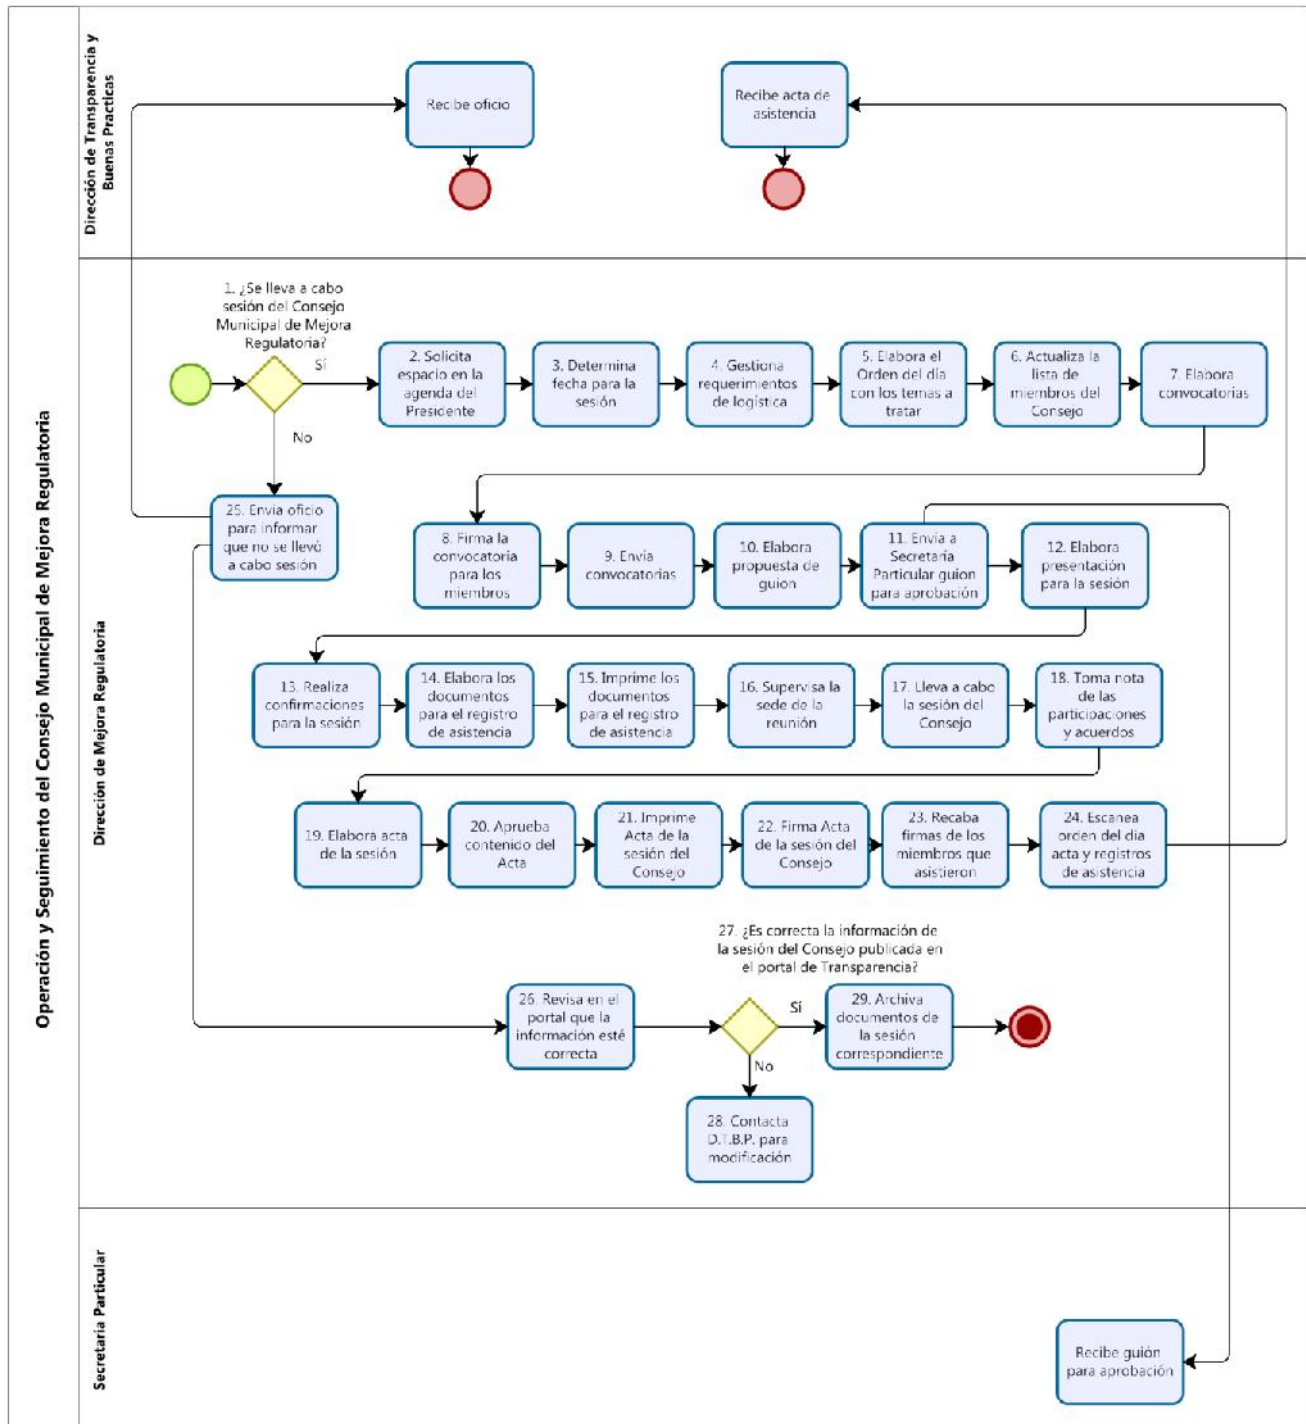 Operación y Seguimiento del Consejo Municipal de Mejora Regulatoria
Dirección de Transparencia y
Buenas Practicas
Recibe oficio
Recibe acta de
asistencia
Dirección de Mejora Regulatoria
1. ¿Se lleva a cabo
sesión del Consejo
Municipal de Mejora
Regulatoria?
Sí
No
2. Solicita
espacio en la
agenda del
Presidente
3. Determina
fecha para la
sesión
4. Gestiona
requerimientos
de logística
5. Elabora el
Orden del día
con los temas a
tratar
6. Actualiza la
lista de
miembros del
Consejo
7. Elabora
convocatorias
25. Envía oficio
para informar
que no se llevó
a cabo sesión
8. Firma la
convocatoria
para los
miembros
9. Envía
convocatorias
10. Elabora
propuesta de
guion
11. Envía a
Secretaría
Particular guion
para aprobación
12. Elabora
presentación
para la sesión
13. Realiza
confirmaciones
para la sesión
14. Elabora los
documentos
para el registro
de asistencia
15. Imprime los
documentos
para el registro
de asistencia
16. Supervisa la
sede de la
reunión
17. Lleva a cabo
la sesión del
Consejo
18. Toma nota
de las
participaciones
y acuerdos
19. Elabora acta
de la sesión
20. Aprueba
contenido del
Acta
21. Imprime
Acta de la
sesión del
Consejo
22. Firma Acta
de la sesión del
Consejo
23. Recaba
firmas de los
miembros que
asistieron
24. Escanea
orden del día
acta y registros
de asistencia
26. Revisa en el
portal que la
información esté
correcta
27. ¿Es correcta la información de
la sesión del Consejo publicada en
el portal de Transparencia?
Sí
No
29. Archiva
documentos de
la sesión
correspondiente
28. Contacta
D.T.B.P. para
modificación
Secretaria Particular
Recibe guión
para aprobación